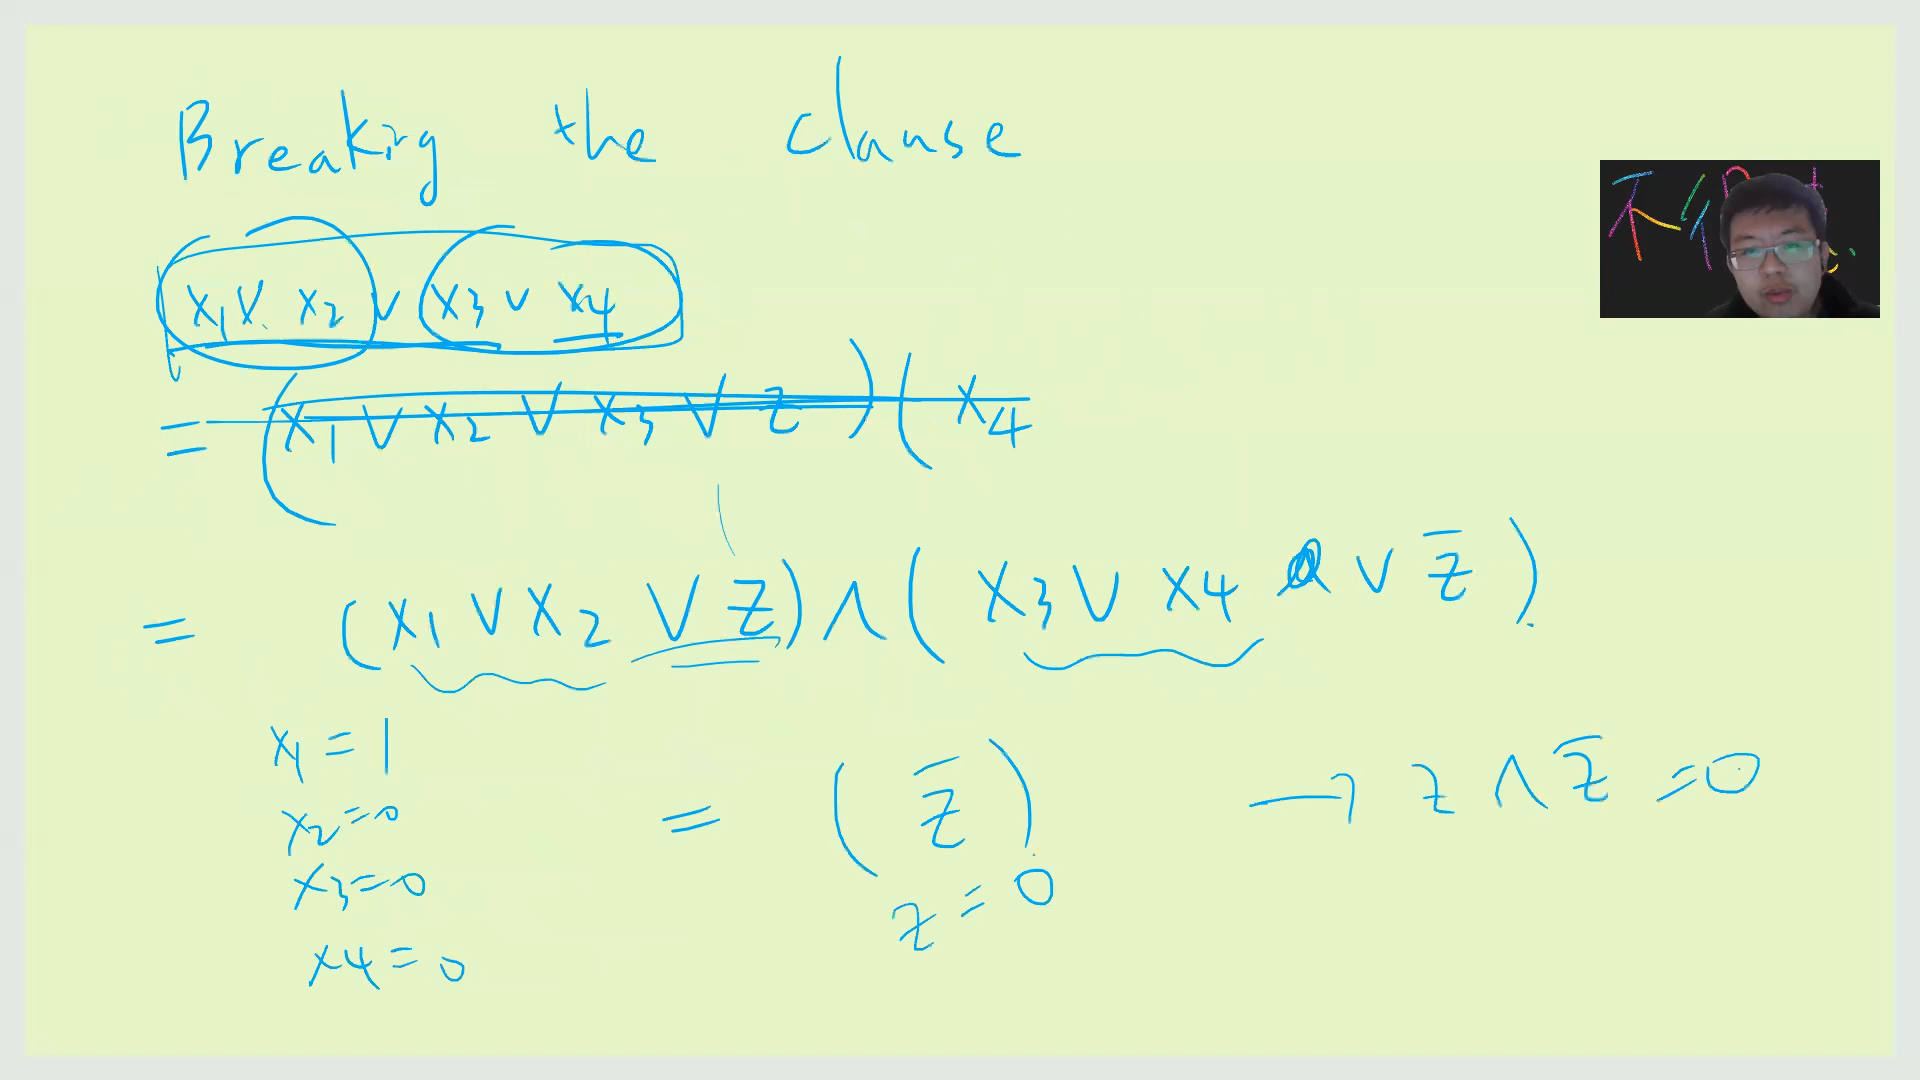 Breaking the clause
x1 ∨ x2 ∨ x3 ∨ x4
= (x1 ∨ x2 ∨ x3 ∨ z) (x4
= (x1 ∨ x2 ∨ z) ∧ (x3 ∨ x4 ∨ z̅)
x1 = 1
x2 = 0
x3 = 0
x4 = 0
= (z̅)
z = 0
→ z ∧ z̅ = 0